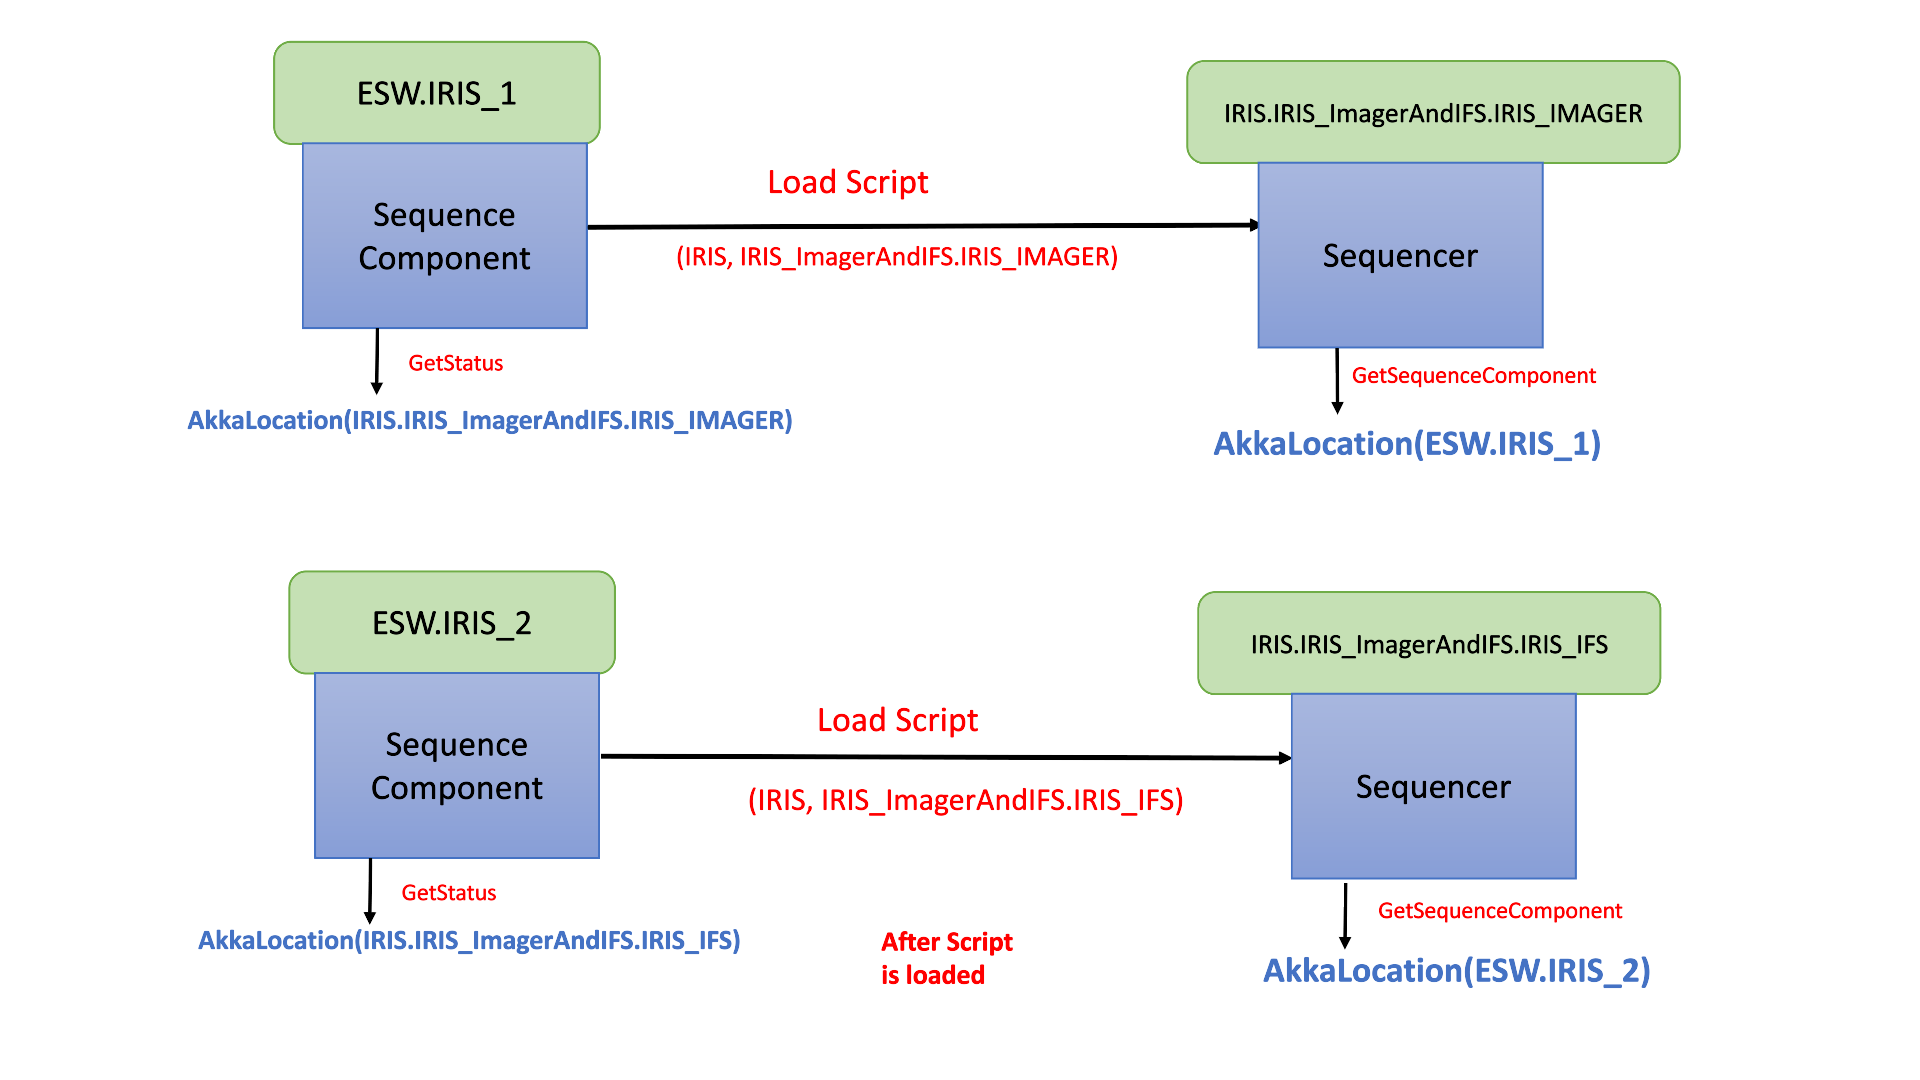 ESW.IRIS_1
IRIS.IRIS_ImagerAndIFS.IRIS_IMAGER
Sequence
Component
Load Script
(IRIS, IRIS_ImagerAndIFS.IRIS_IMAGER)
Sequencer
GetStatus
AkkaLocation(IRIS.IRIS_ImagerAndIFS.IRIS_IMAGER)
GetSequenceComponent
AkkaLocation(ESW.IRIS_1)
ESW.IRIS_2
IRIS.IRIS_ImagerAndIFS.IRIS_IFS
Sequence
Component
Load Script
(IRIS, IRIS_ImagerAndIFS.IRIS_IFS)
Sequencer
GetStatus
AkkaLocation(IRIS.IRIS_ImagerAndIFS.IRIS_IFS)
After Script
is loaded
GetSequenceComponent
AkkaLocation(ESW.IRIS_2)